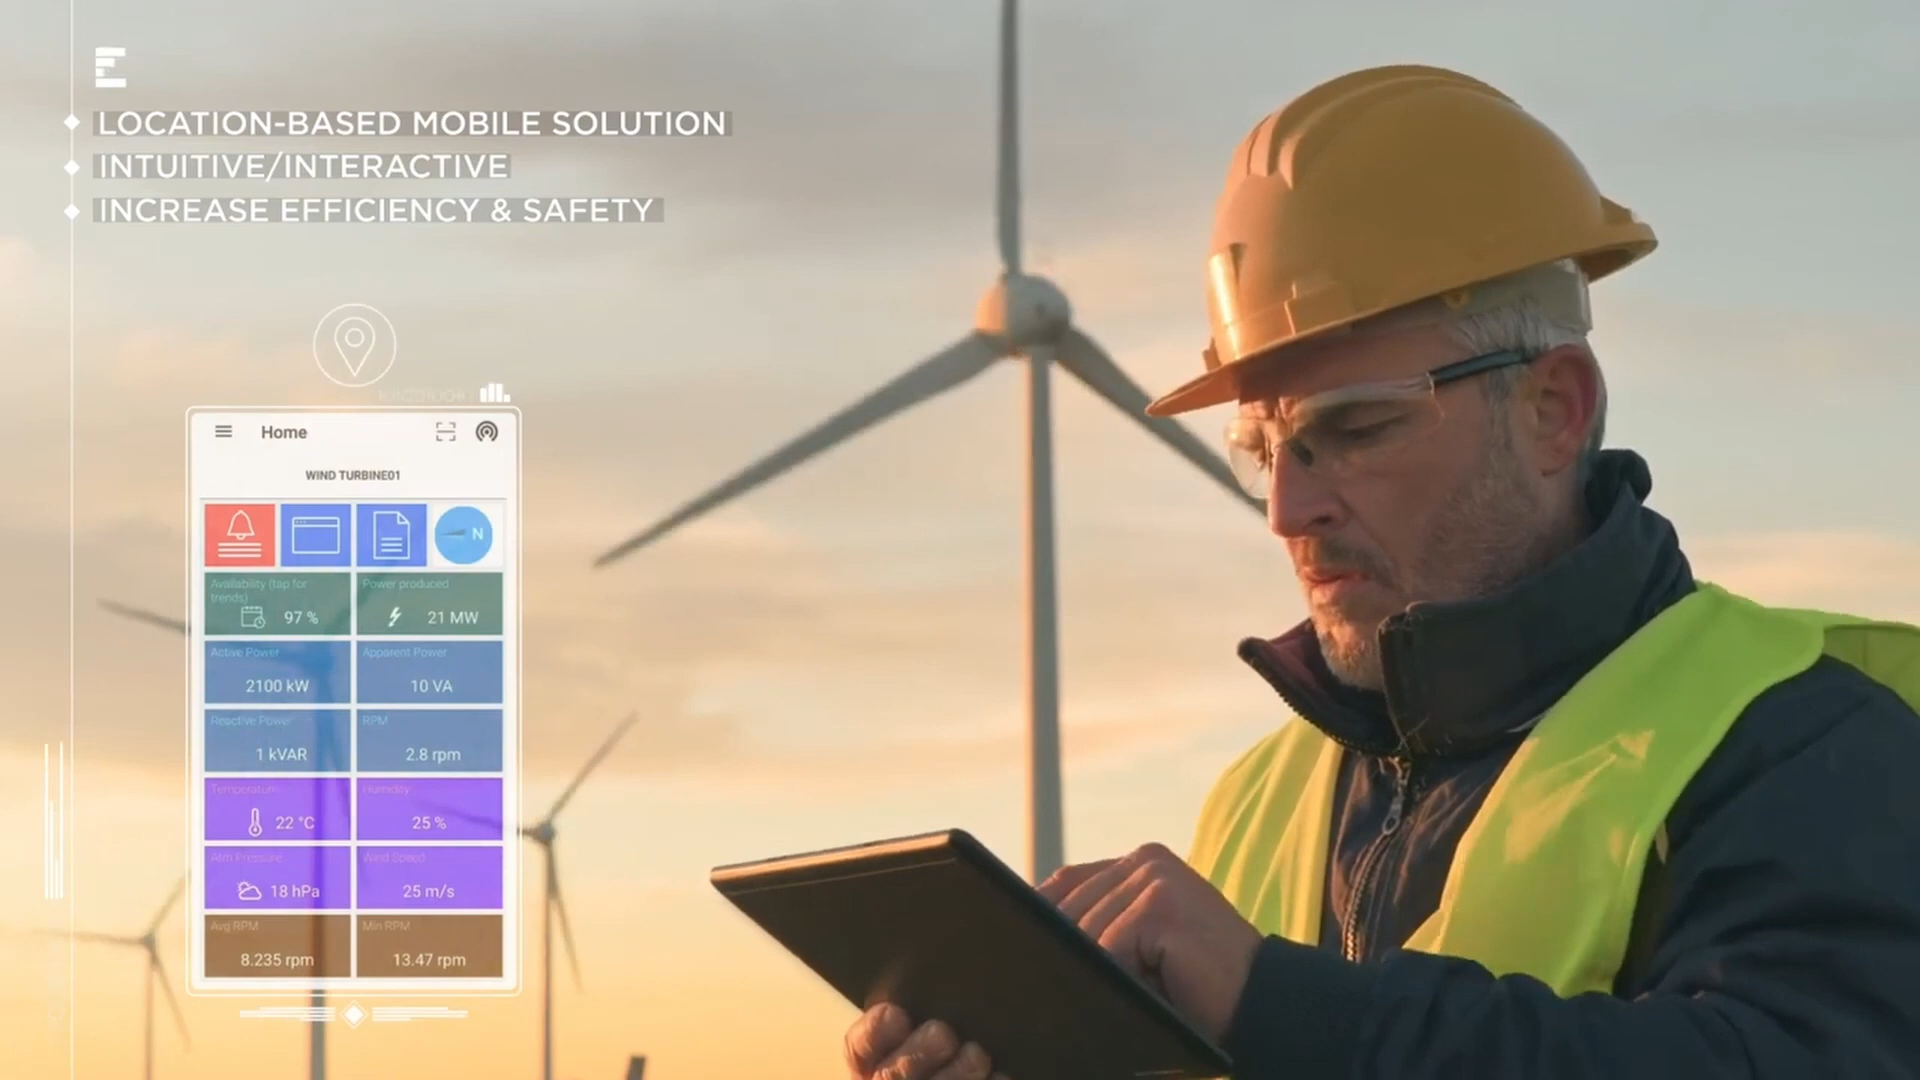 LOCATION-BASED MOBILE SOLUTION
INTUITIVE/INTERACTIVE
INCREASE EFFICIENCY & SAFETY
Home
WIND TURBINE01
N
Availability (tap for
trends)
97 %
Power produced
21 MW
Active Power
2100 kW
Apparent Power
10 VA
Reactive Power
1 kVAR
RPM
2.8 rpm
Temperature
22 °C
Humidity
25 %
Atm Pressure
18 hPa
Wind Speed
25 m/s
Avg RPM
8.235 rpm
Min RPM
13.47 rpm